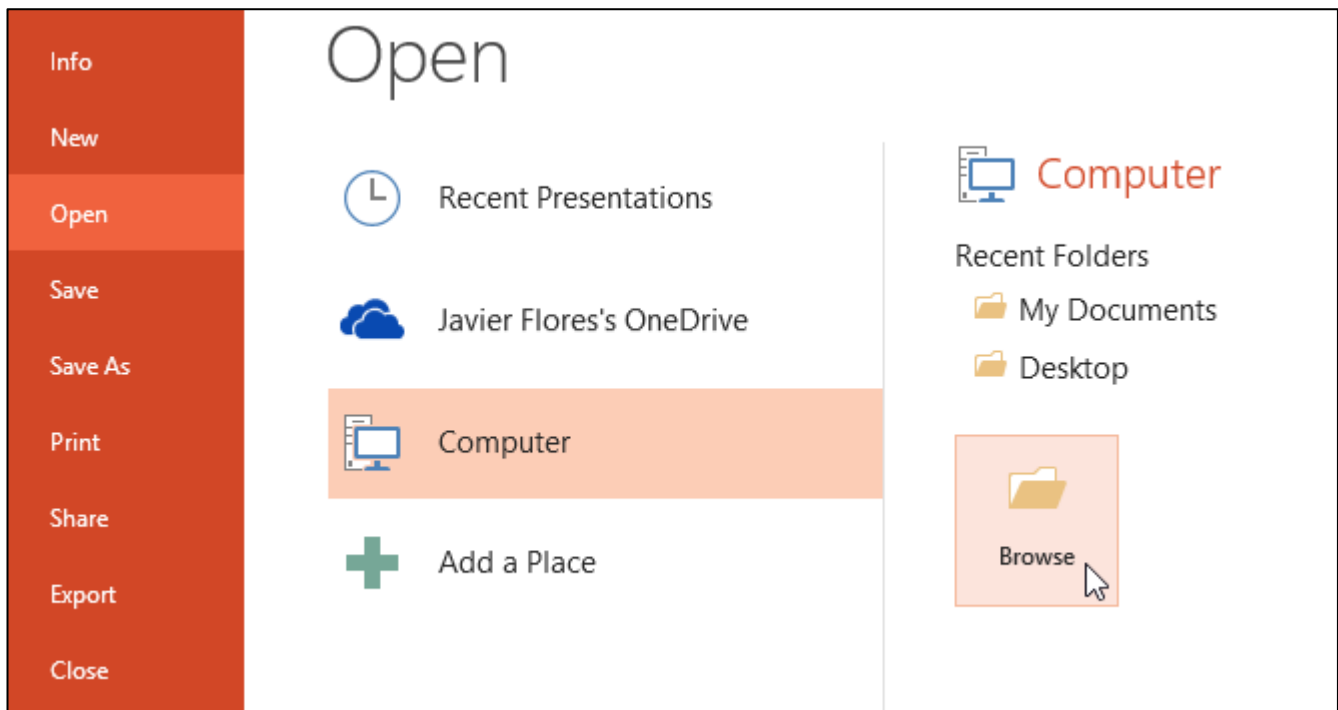 Info
New
Open
Save
Save As
Print
Share
Export
Close
Open
Recent Presentations
Javier Flores's OneDrive
Computer
Add a Place
Computer
Recent Folders
My Documents
Desktop
Browse